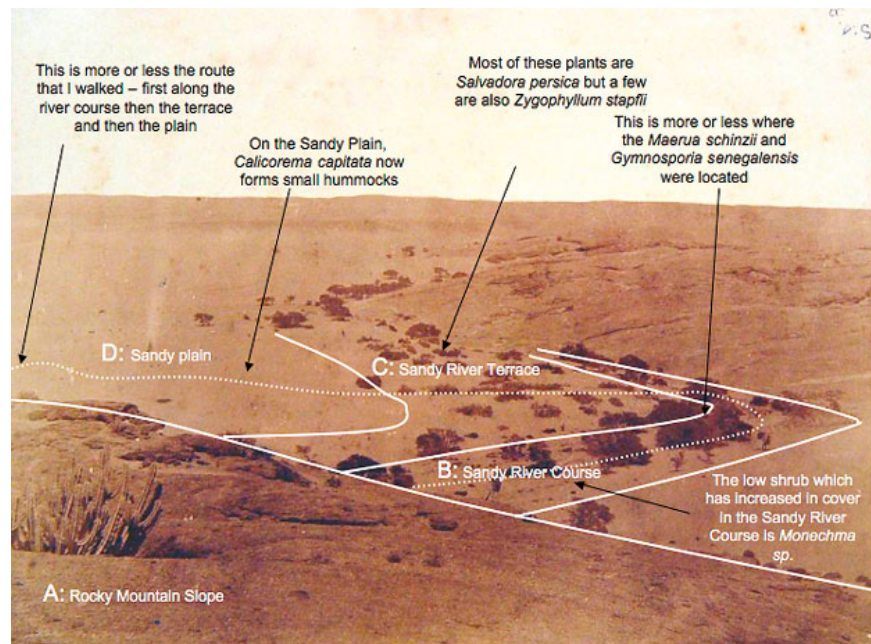 This is more or less the route
that I walked – first along the
river course then the terrace
and then the plain
On the Sandy Plain,
Calicorema capitata now
forms small hummocks
Most of these plants are
Salvadora persica but a few
are also Zygophyllum stapfii
This is more or less where
the Maerua schinzii and
Gymnosporia senegalensis
were located
D: Sandy plain
C: Sandy River Terrace
B: Sandy River Course
The low shrub which
has increased in cover
in the Sandy River
Course is Monechma
sp.
A: Rocky Mountain Slope